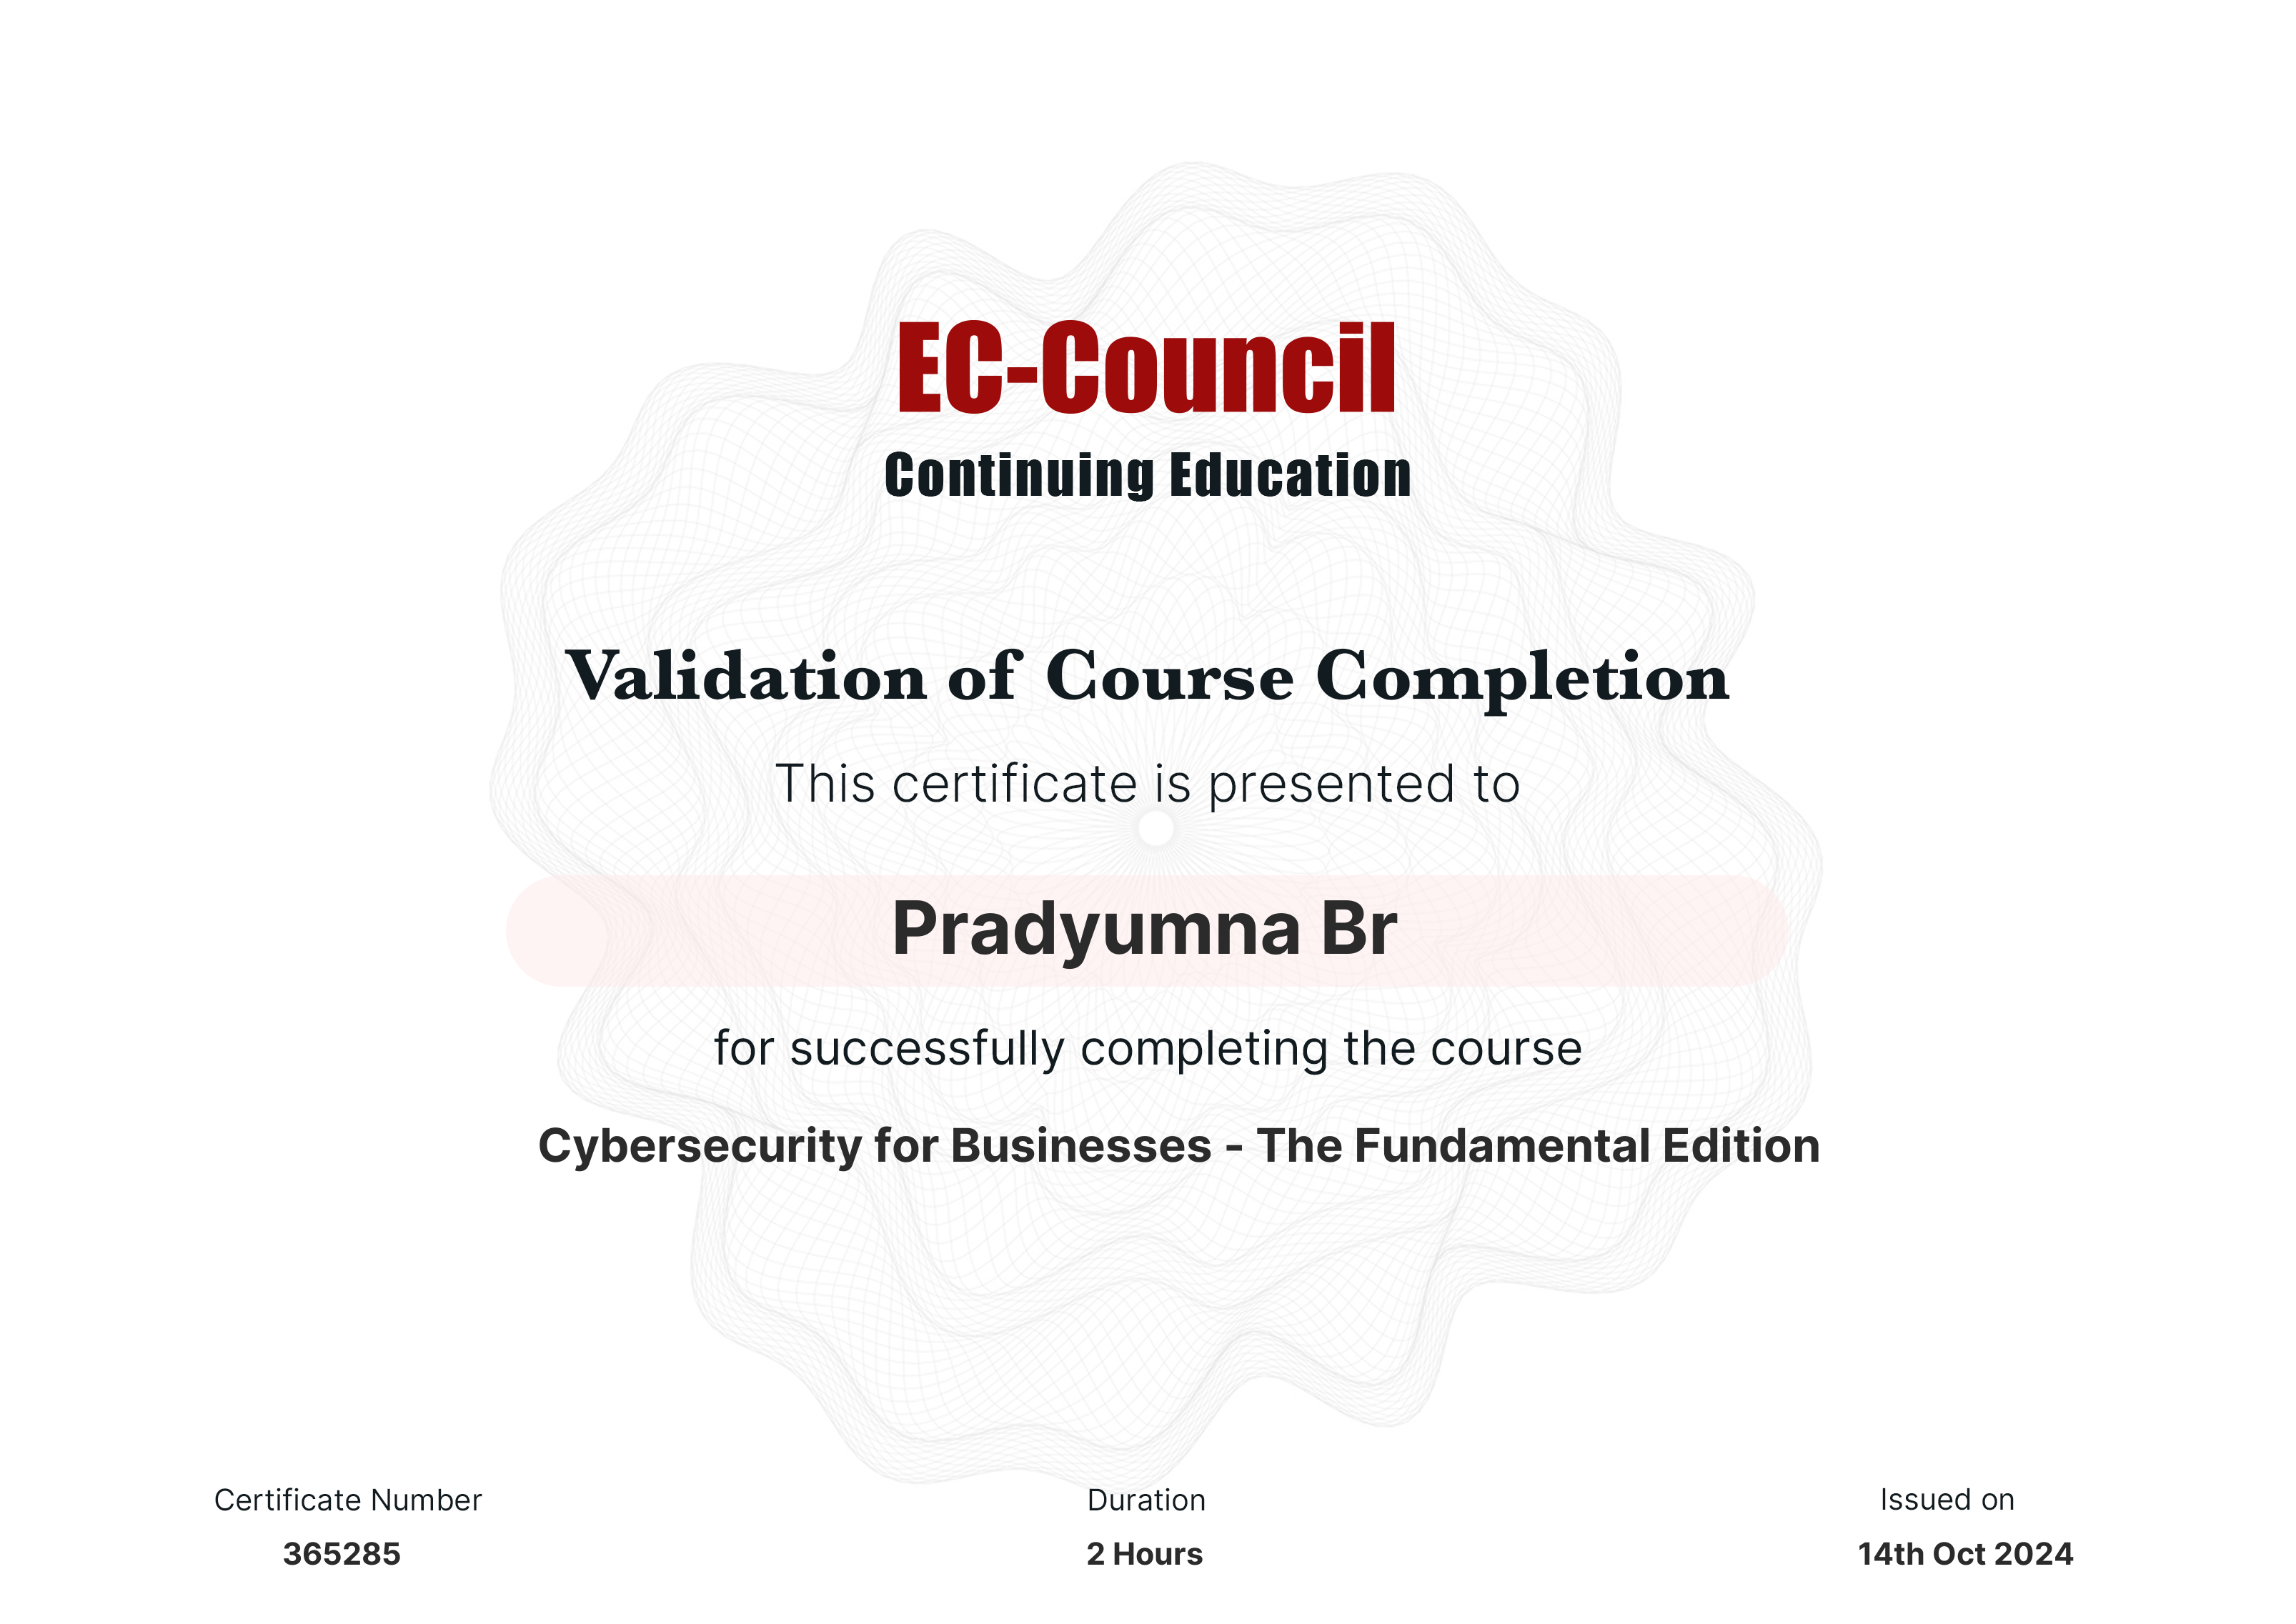 EC-Council
Continuing Education
Validation of Course Completion
This certificate is presented to
Pradyumna Br
for successfully completing the course
Cybersecurity for Businesses - The Fundamental Edition
Certificate Number
365285
Duration
2 Hours
Issued on
14th Oct 2024